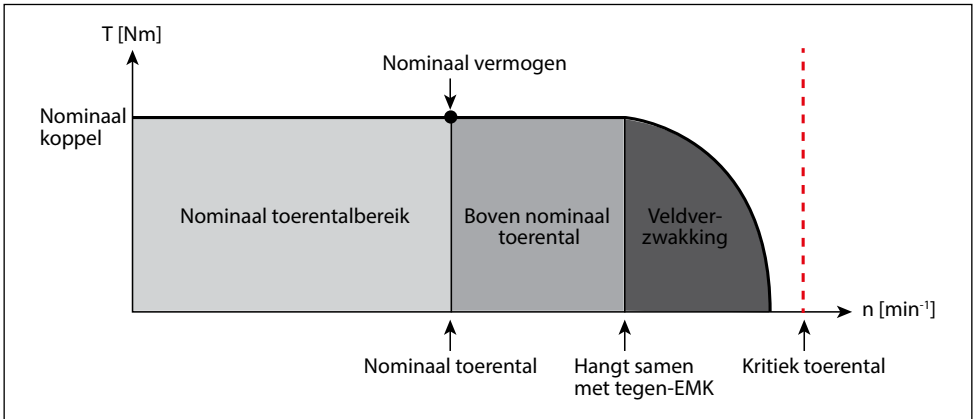 T [Nm]
Nominaal vermogen
Nominaal
koppel
Nominaal toerentalbereik
Boven nominaal
toerental
Veldver-
zwakking
n [min⁻¹]
Nominaal toerental
Hangt samen
met tegen-EMK
Kritiek toerental